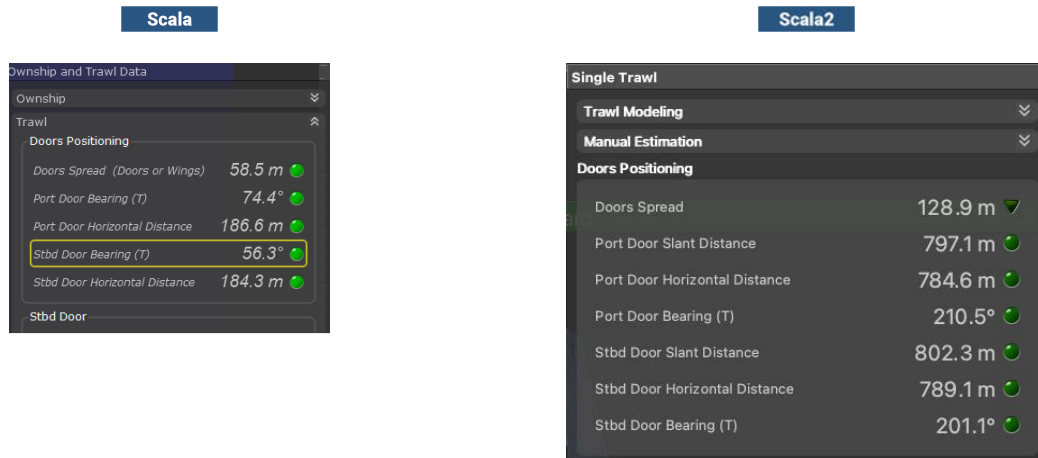 Scala
Ownship and Trawl Data
Ownship
Trawl
Doors Positioning
Doors Spread (Doors or Wings) 58.5 m
Port Door Bearing (T) 74.4°
Port Door Horizontal Distance 186.6 m
Stbd Door Bearing (T) 56.3°
Stbd Door Horizontal Distance 184.3 m
Stbd Door
Scala2
Single Trawl
Trawl Modeling
Manual Estimation
Doors Positioning
Doors Spread 128.9 m
Port Door Slant Distance 797.1 m
Port Door Horizontal Distance 784.6 m
Port Door Bearing (T) 210.5°
Stbd Door Slant Distance 802.3 m
Stbd Door Horizontal Distance 789.1 m
Stbd Door Bearing (T) 201.1°